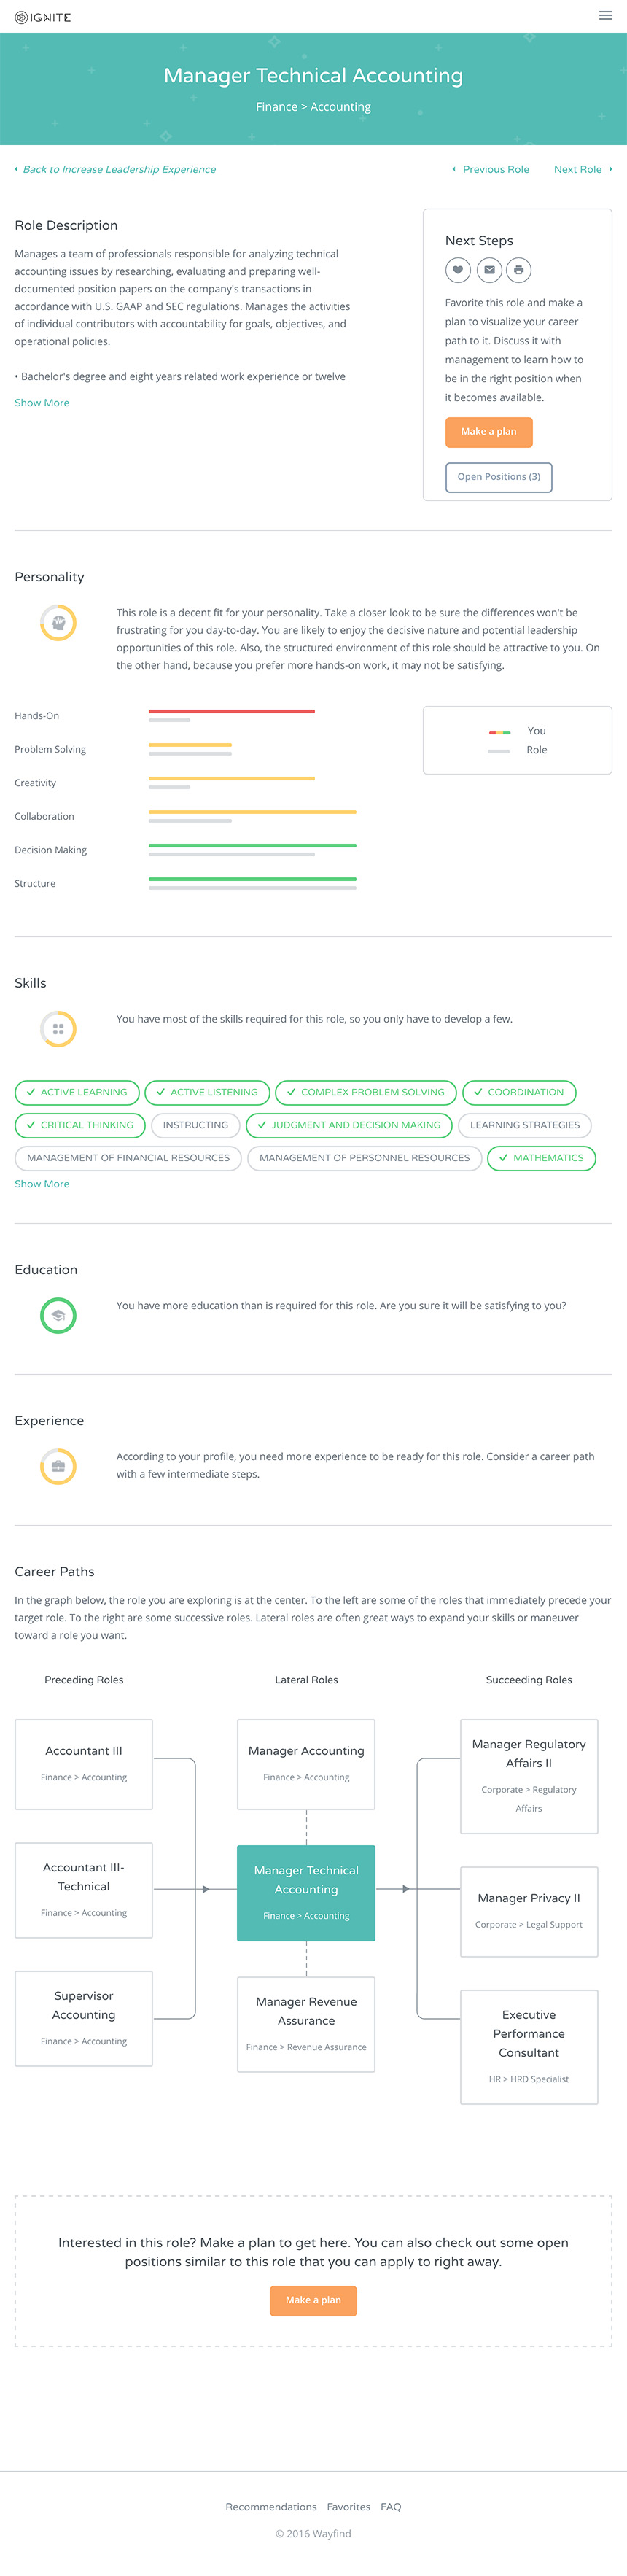 IGNITE
Manager Technical Accounting
Finance > Accounting
Back to Increase Leadership Experience
Previous Role
Next Role
Role Description
Manages a team of professionals responsible for analyzing technical
accounting issues by researching, evaluating and preparing well-
documented position papers on the company's transactions in
accordance with U.S. GAAP and SEC regulations. Manages the activities
of individual contributors with accountability for goals, objectives, and
operational policies.
• Bachelor's degree and eight years related work experience or twelve
Show More
Next Steps
Favorite this role and make a
plan to visualize your career
path to it. Discuss it with
management to learn how to
be in the right position when
it becomes available.
Make a plan
Open Positions (3)
Personality
This role is a decent fit for your personality. Take a closer look to be sure the differences won't be
frustrating for you day-to-day. You are likely to enjoy the decisive nature and potential leadership
opportunities of this role. Also, the structured environment of this role should be attractive to you. On
the other hand, because you prefer more hands-on work, it may not be satisfying.
Hands-On
Problem Solving
Creativity
Collaboration
Decision Making
Structure
You
Role
Skills
You have most of the skills required for this role, so you only have to develop a few.
ACTIVE LEARNING
ACTIVE LISTENING
COMPLEX PROBLEM SOLVING
COORDINATION
CRITICAL THINKING
INSTRUCTING
JUDGMENT AND DECISION MAKING
LEARNING STRATEGIES
MANAGEMENT OF FINANCIAL RESOURCES
MANAGEMENT OF PERSONNEL RESOURCES
MATHEMATICS
Show More
Education
You have more education than is required for this role. Are you sure it will be satisfying to you?
Experience
According to your profile, you need more experience to be ready for this role. Consider a career path
with a few intermediate steps.
Career Paths
In the graph below, the role you are exploring is at the center. To the left are some of the roles that immediately precede your
target role. To the right are some successive roles. Lateral roles are often great ways to expand your skills or maneuver
toward a role you want.
Preceding Roles
Accountant III
Finance > Accounting
Accountant III-
Technical
Finance > Accounting
Supervisor
Accounting
Finance > Accounting
Lateral Roles
Manager Accounting
Finance > Accounting
Manager Technical
Accounting
Finance > Accounting
Manager Revenue
Assurance
Finance > Revenue Assurance
Succeeding Roles
Manager Regulatory
Affairs II
Corporate > Regulatory
Affairs
Manager Privacy II
Corporate > Legal Support
Executive
Performance
Consultant
HR > HRD Specialist
Interested in this role? Make a plan to get here. You can also check out some open
positions similar to this role that you can apply to right away.
Make a plan
Recommendations
Favorites
FAQ
© 2016 Wayfind